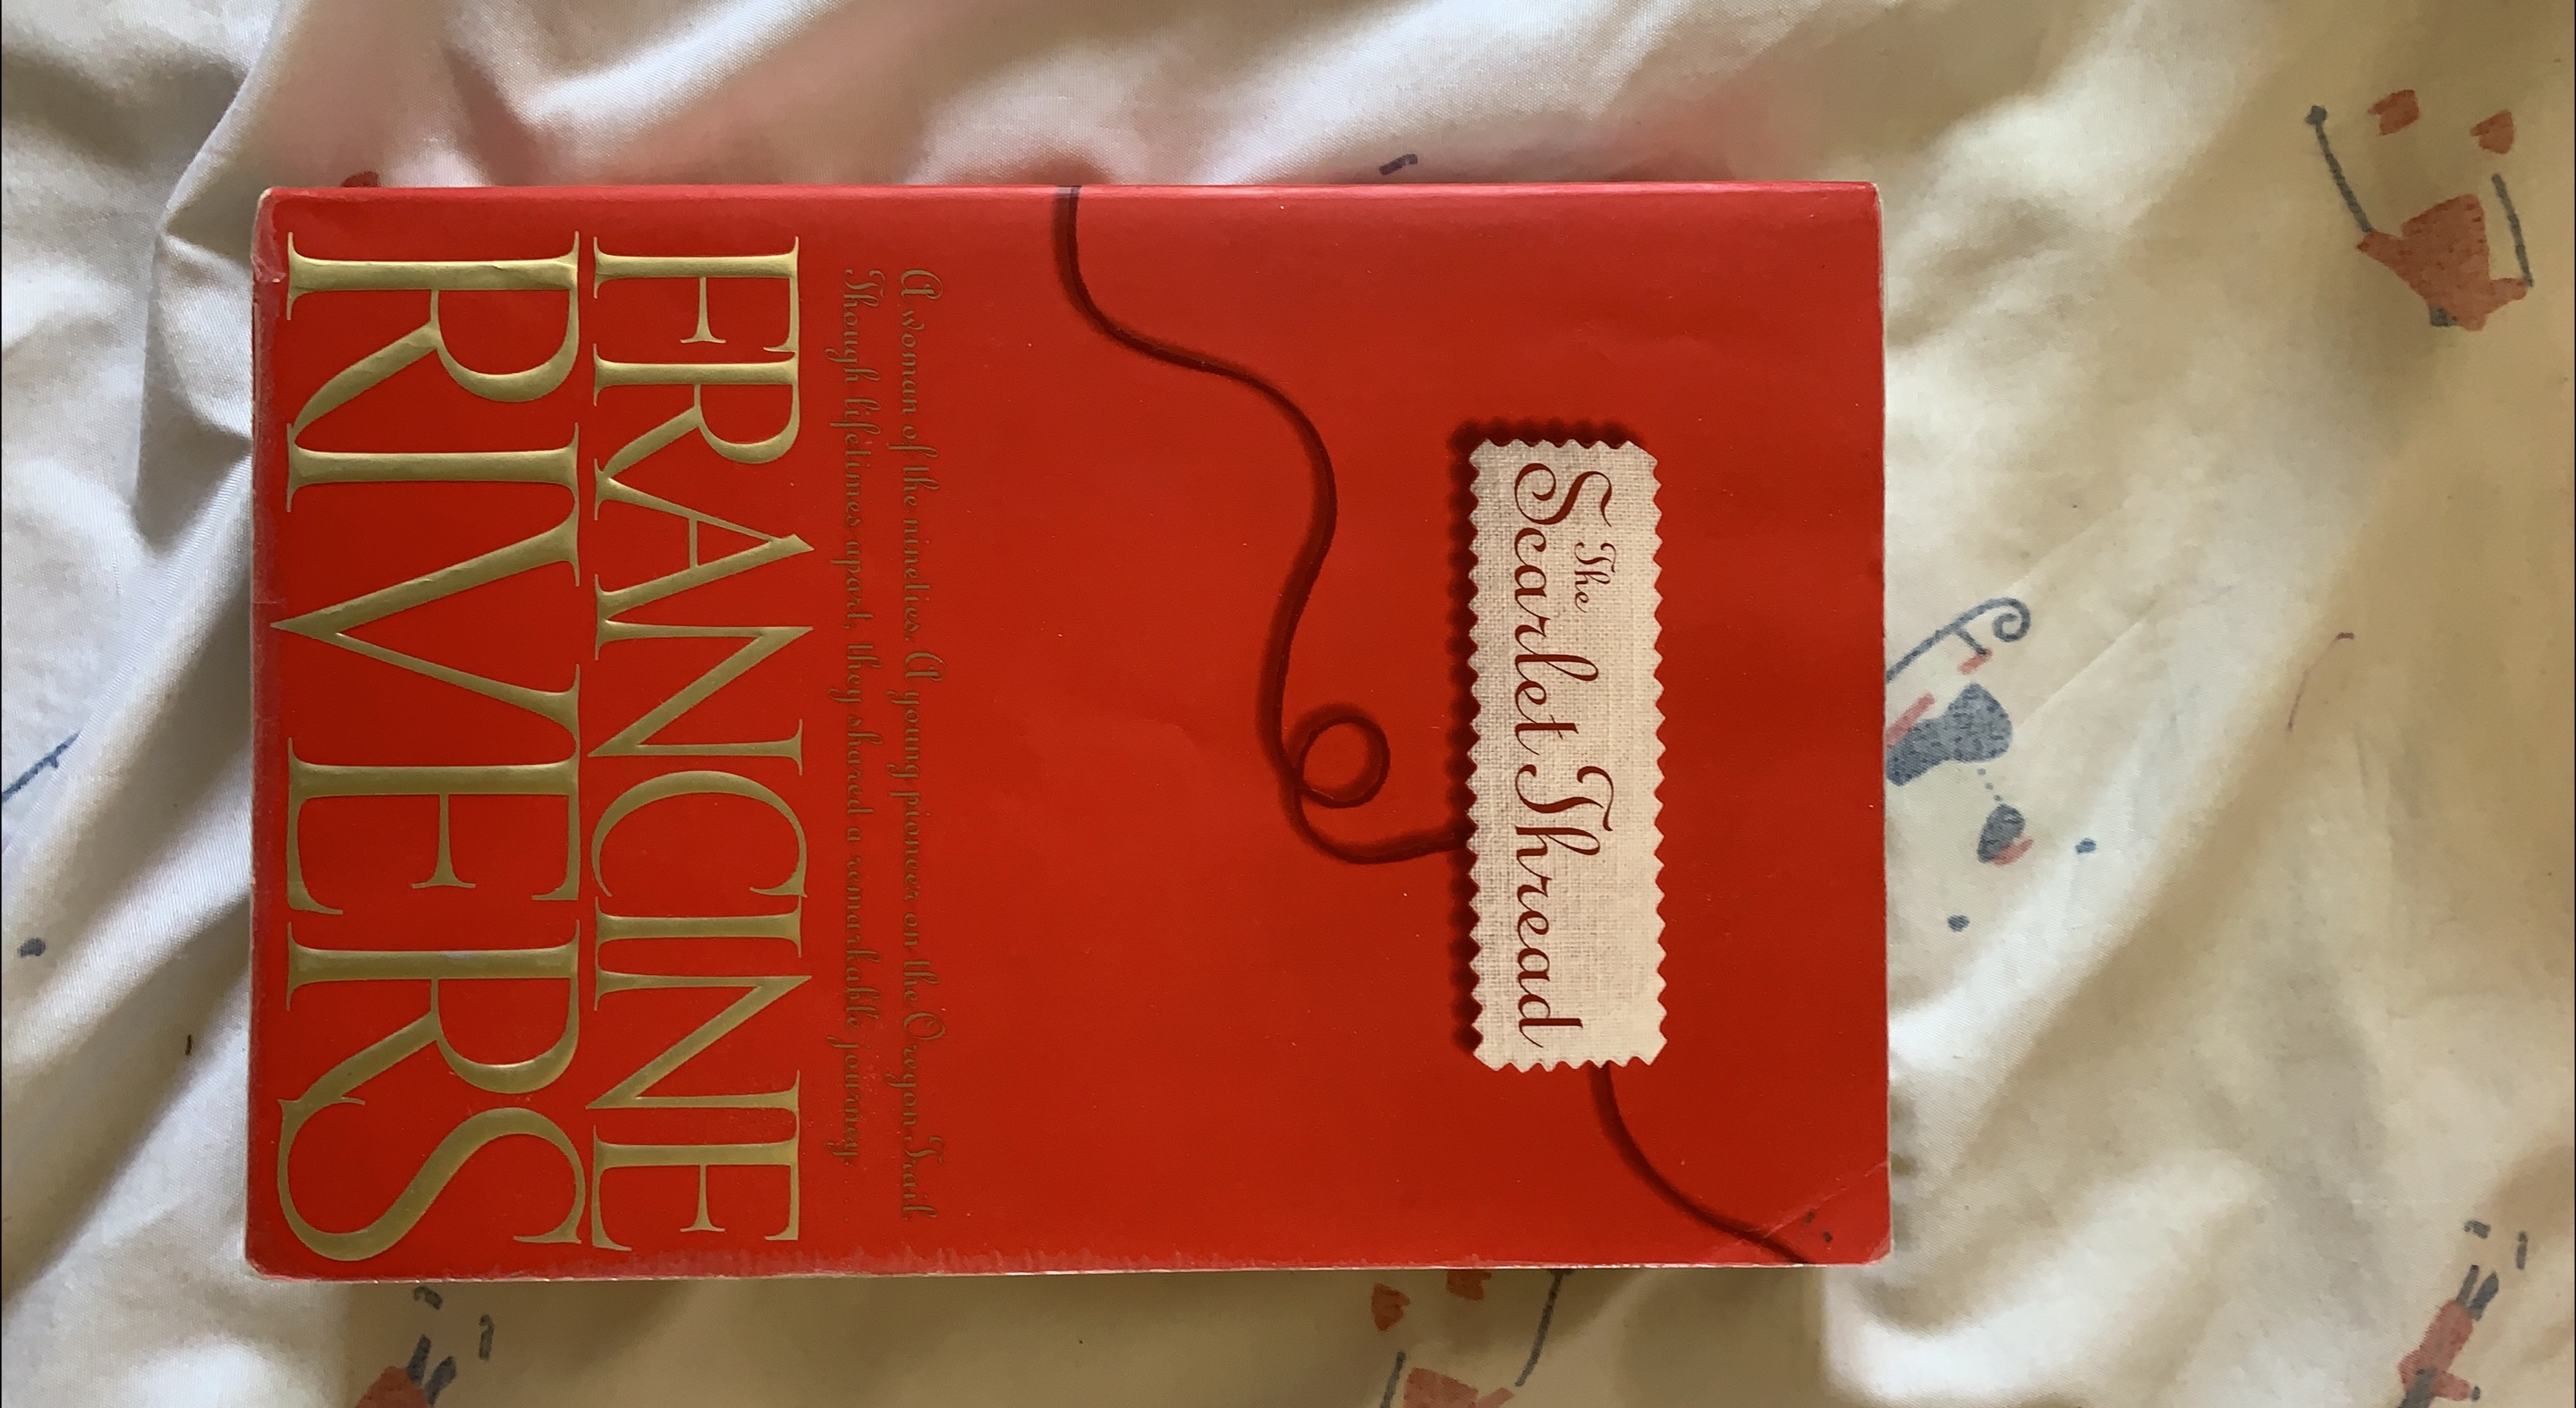 The
Scarlet Thread
A woman of the nineties. A young pioneer on the Oregon Trail.
Though lifetimes apart, they shared a remarkable journey.
FRANCINE
RIVERS